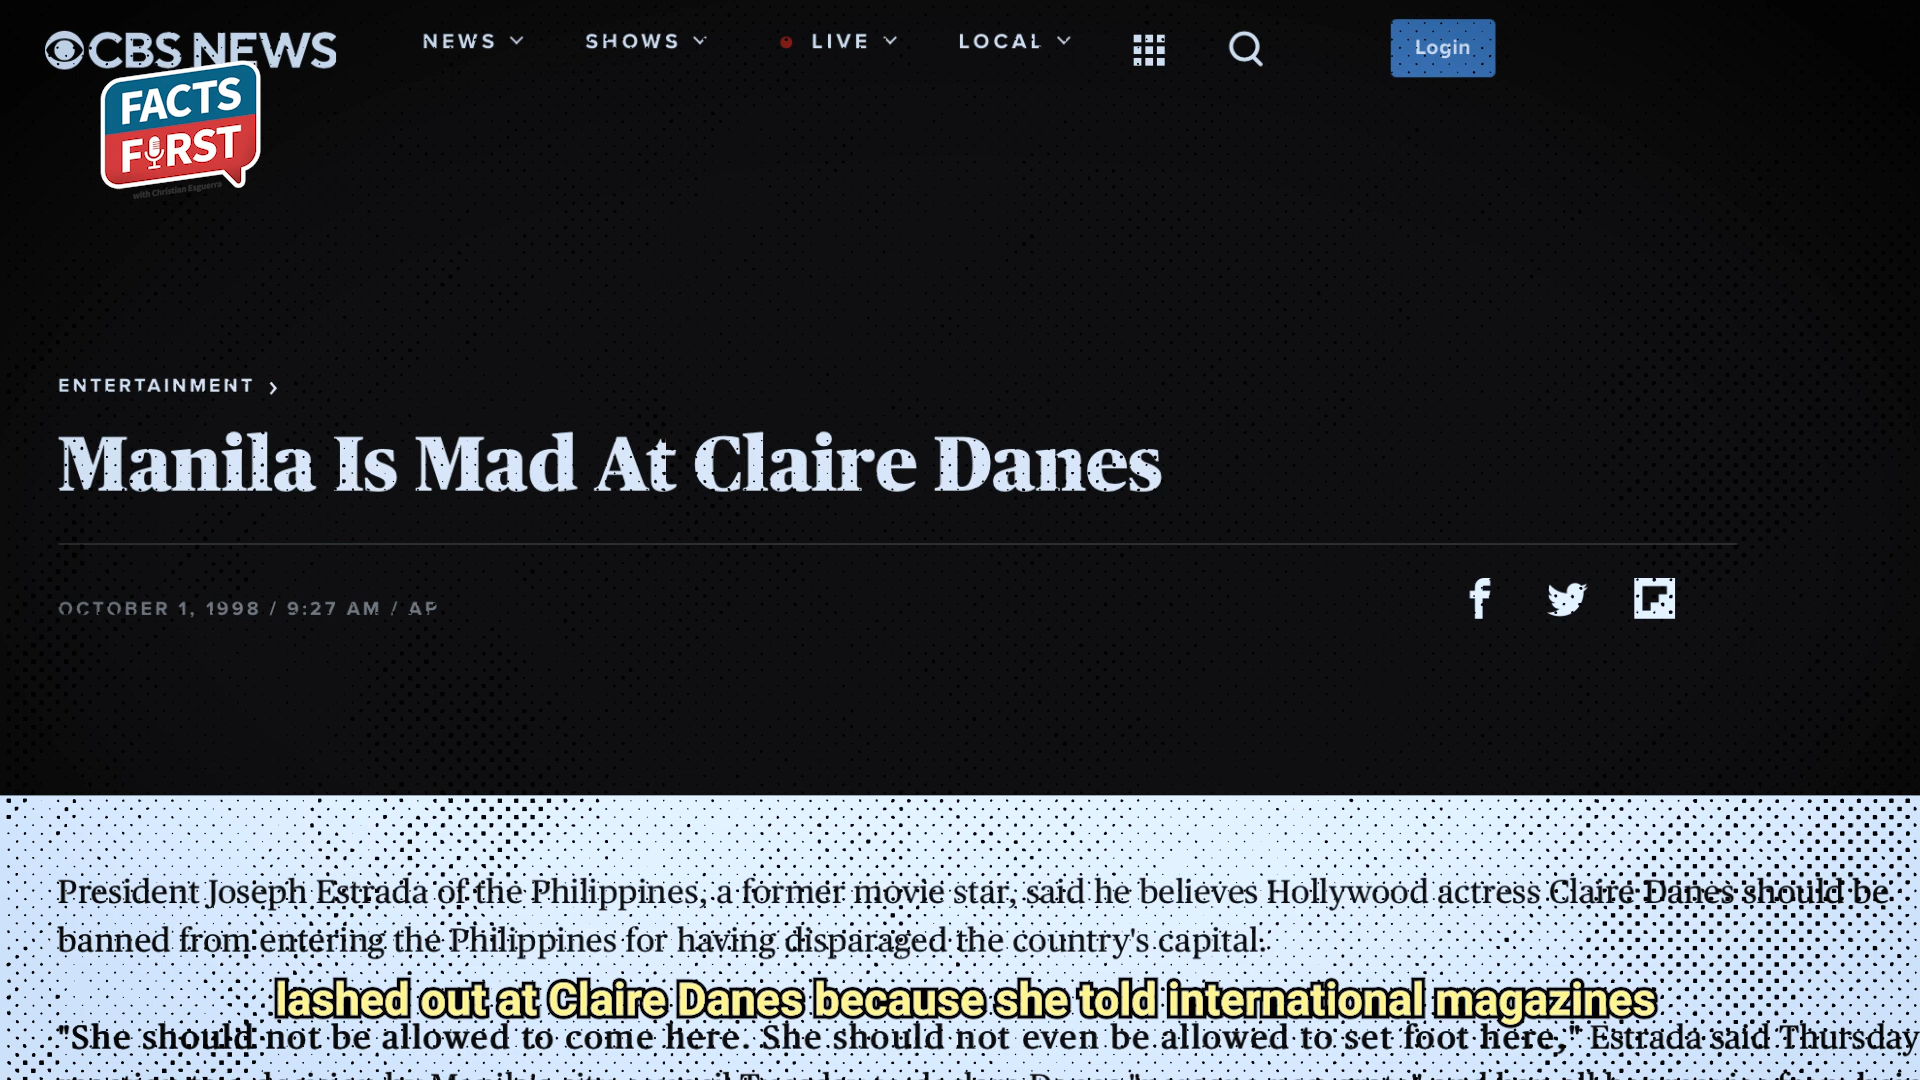 CBS NEWS
NEWS
SHOWS
LIVE
LOCAL
Login
FACTS
FIRST
with Christian Esguerra
ENTERTAINMENT
Manila Is Mad At Claire Danes
OCTOBER 1, 1998 / 9:27 AM / AP
President Joseph Estrada of the Philippines, a former movie star, said he believes Hollywood actress Claire Danes should be
banned from entering the Philippines for having disparaged the country's capital.
lashed out at Claire Danes because she told international magazines
"She should not be allowed to come here. She should not even be allowed to set foot here," Estrada said Thursday